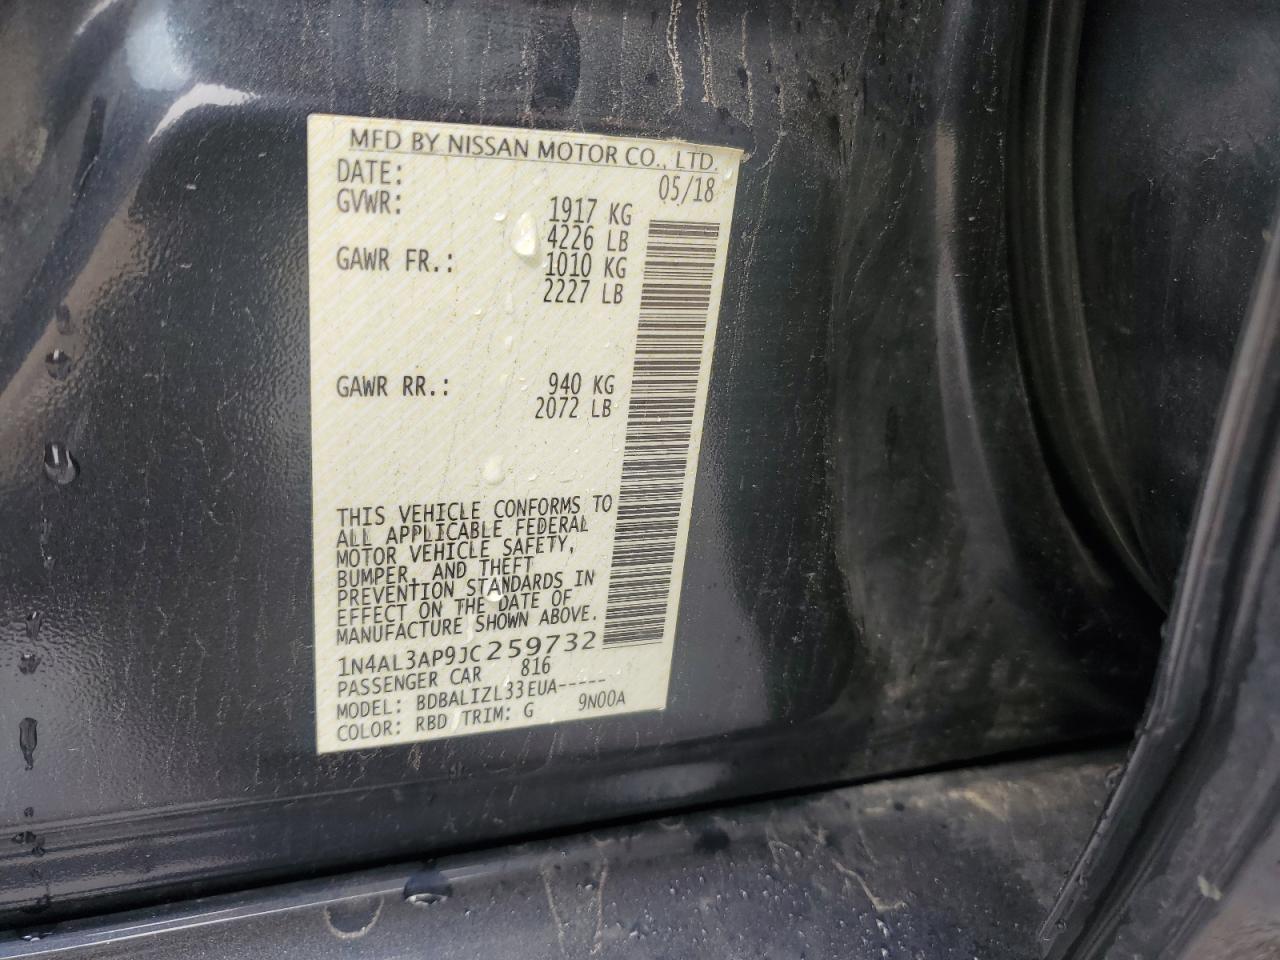 MFD BY NISSAN MOTOR CO., LTD.
DATE: 05/18
GVWR: 1917 KG
4226 LB
GAWR FR.: 1010 KG
2227 LB
GAWR RR.: 940 KG
2072 LB
THIS VEHICLE CONFORMS TO
ALL APPLICABLE FEDERAL
MOTOR VEHICLE SAFETY,
BUMPER, AND THEFT
PREVENTION STANDARDS IN
EFFECT ON THE DATE OF
MANUFACTURE SHOWN ABOVE.
1N4AL3AP9JC259732
PASSENGER CAR 816
MODEL: BDBALIZL33EUA-----
COLOR: RBD TRIM: G 9N00A